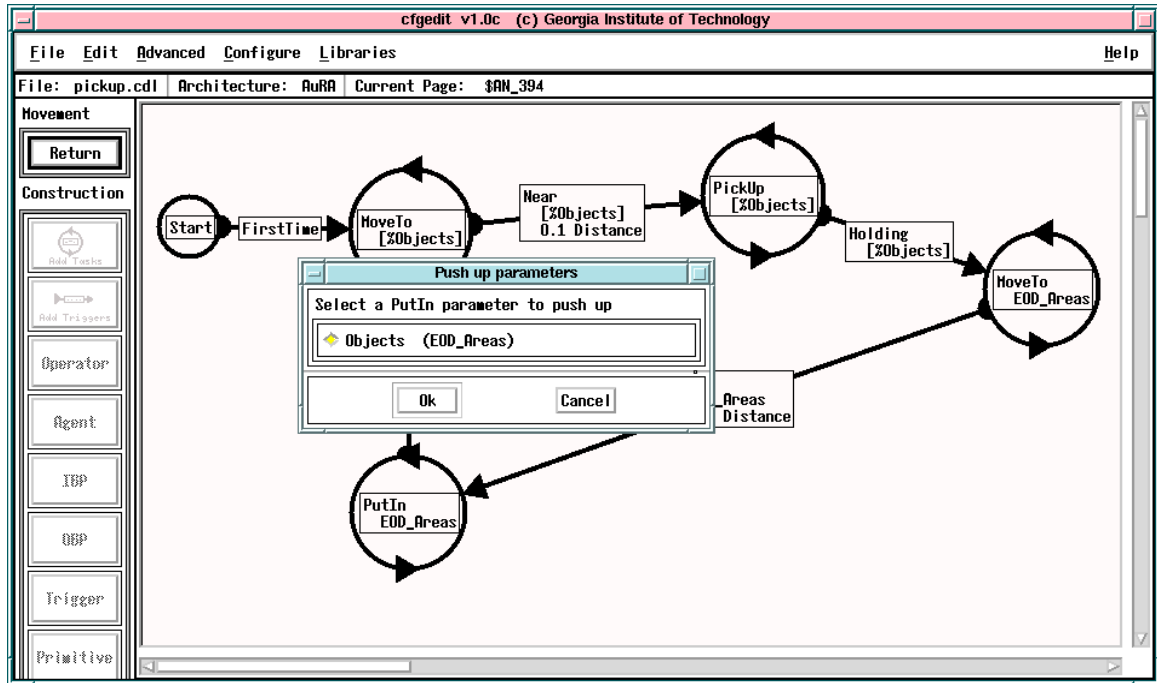 cfgedit v1.0c (c) Georgia Institute of Technology
File Edit Advanced Configure Libraries Help
File: pickup.cdl Architecture: AuRA Current Page: $AN_394
Movement
Return
Construction
Add Tasks
Add Triggers
Operator
Agent
IBP
OBP
Trigger
Primitive
Start
FirstTime
MoveTo
[%Objects]
Near
[%Objects]
0.1 Distance
PickUp
[%Objects]
Holding
[%Objects]
MoveTo
EOD_Areas
Push up parameters
Select a PutIn parameter to push up
Objects (EOD_Areas)
Ok Cancel
_Areas
Distance
PutIn
EOD_Areas